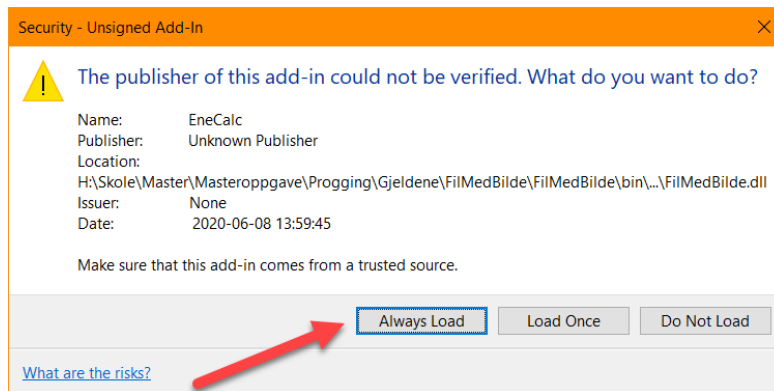 Security - Unsigned Add-In
The publisher of this add-in could not be verified. What do you want to do?
Name: EneCalc
Publisher: Unknown Publisher
Location:
H:\Skole\Master\Masteroppgave\Progging\Gjeldene\FilMedBilde\FilMedBilde\bin\...\FilMedBilde.dll
Issuer: None
Date: 2020-06-08 13:59:45
Make sure that this add-in comes from a trusted source.
Always Load Load Once Do Not Load
What are the risks?